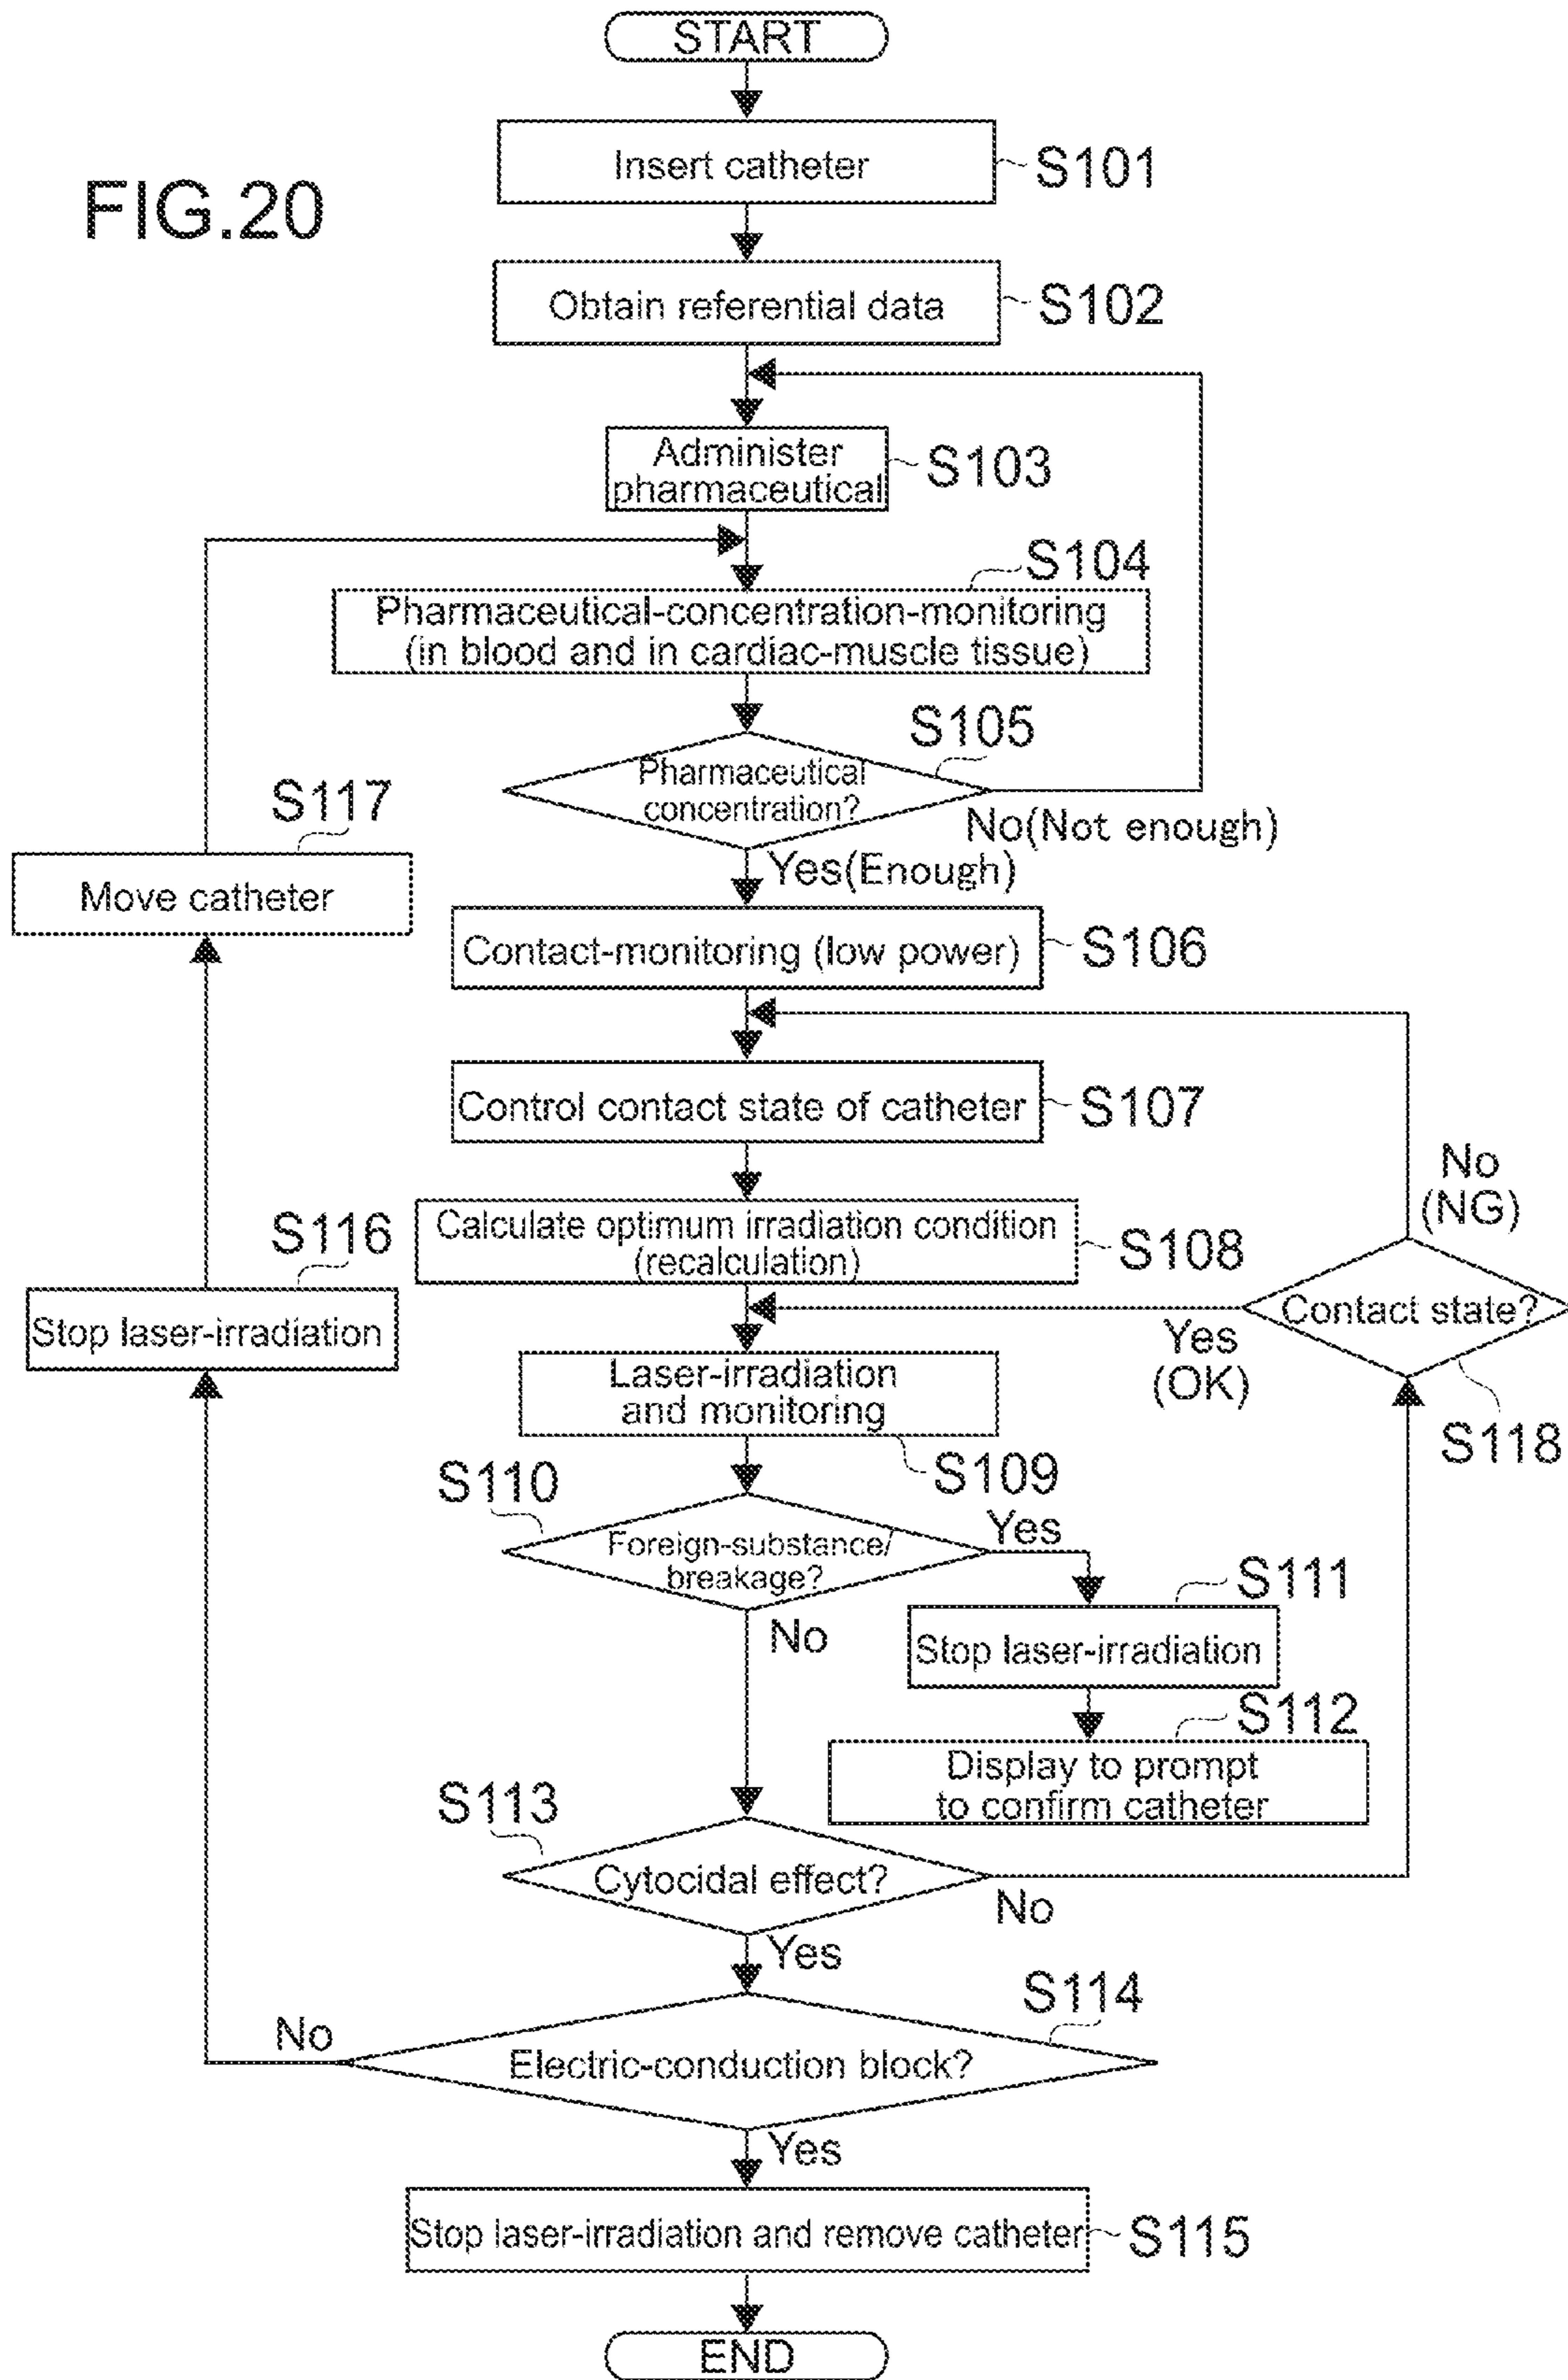 START
FIG.20
Insert catheter
S101
Obtain referential data
S102
Administer
pharmaceutical
S103
S104
Pharmaceutical-concentration-monitoring
(in blood and in cardiac-muscle tissue)
S105
Pharmaceutical
concentration?
No(Not enough)
Yes(Enough)
S117
Move catheter
Contact-monitoring (low power)
S106
Control contact state of catheter
S107
No
(NG)
Calculate optimum irradiation condition
(recalculation)
S108
S116
Stop laser-irradiation
Contact state?
Yes
(OK)
S118
Laser-irradiation
and monitoring
S109
S110
Foreign-substance/
breakage?
Yes
No
S111
Stop laser-irradiation
S112
Display to prompt
to confirm catheter
S113
Cytocidal effect?
No
Yes
S114
No
Electric-conduction block?
Yes
Stop laser-irradiation and remove catheter
S115
END